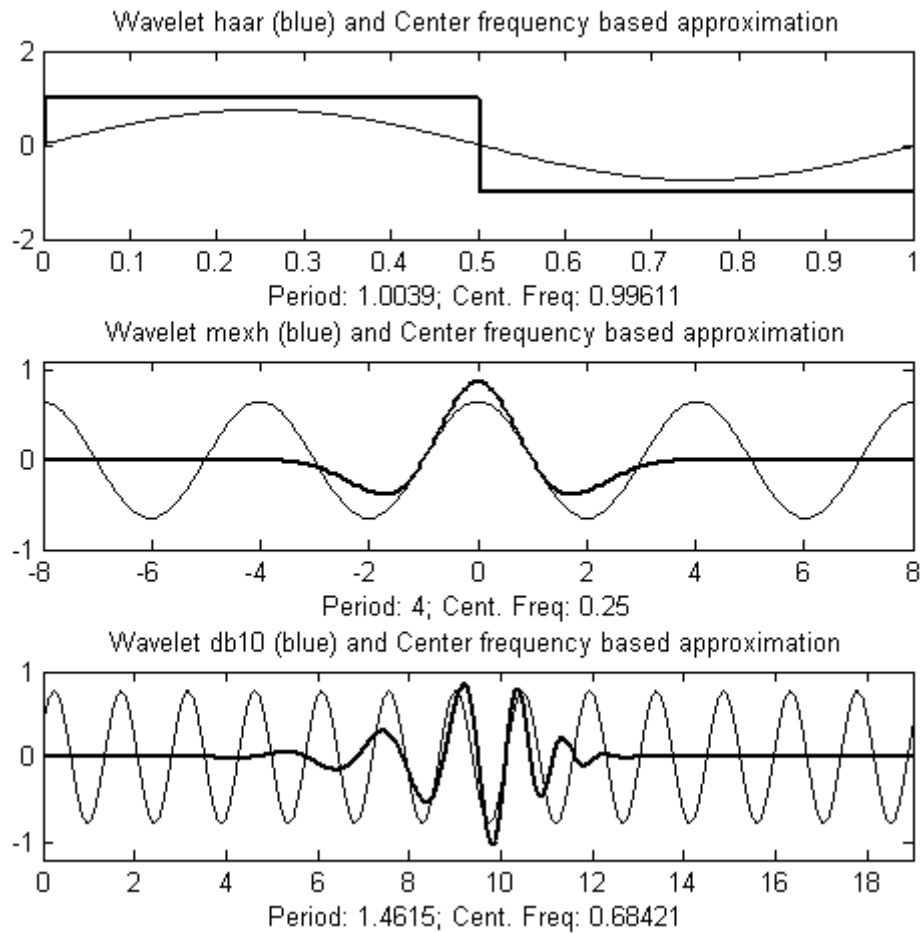 Wavelet haar (blue) and Center frequency based approximation
2
1
0
-1
-2
0 0.1 0.2 0.3 0.4 0.5 0.6 0.7 0.8 0.9 1
Period: 1.0039; Cent. Freq: 0.99611
Wavelet mexh (blue) and Center frequency based approximation
1
0
-1
-8 -6 -4 -2 0 2 4 6 8
Period: 4; Cent. Freq: 0.25
Wavelet db10 (blue) and Center frequency based approximation
1
0
-1
0 2 4 6 8 10 12 14 16 18
Period: 1.4615; Cent. Freq: 0.68421